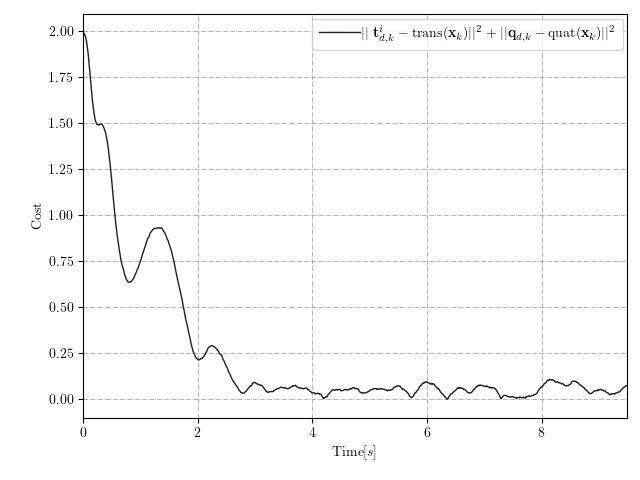 || t^i_{d,k} − trans(x_k)||² + ||q_{d,k} − quat(x_k)||²
2.00
1.75
1.50
1.25
1.00
0.75
0.50
0.25
0.00
Cost
0 2 4 6 8
Time[s]